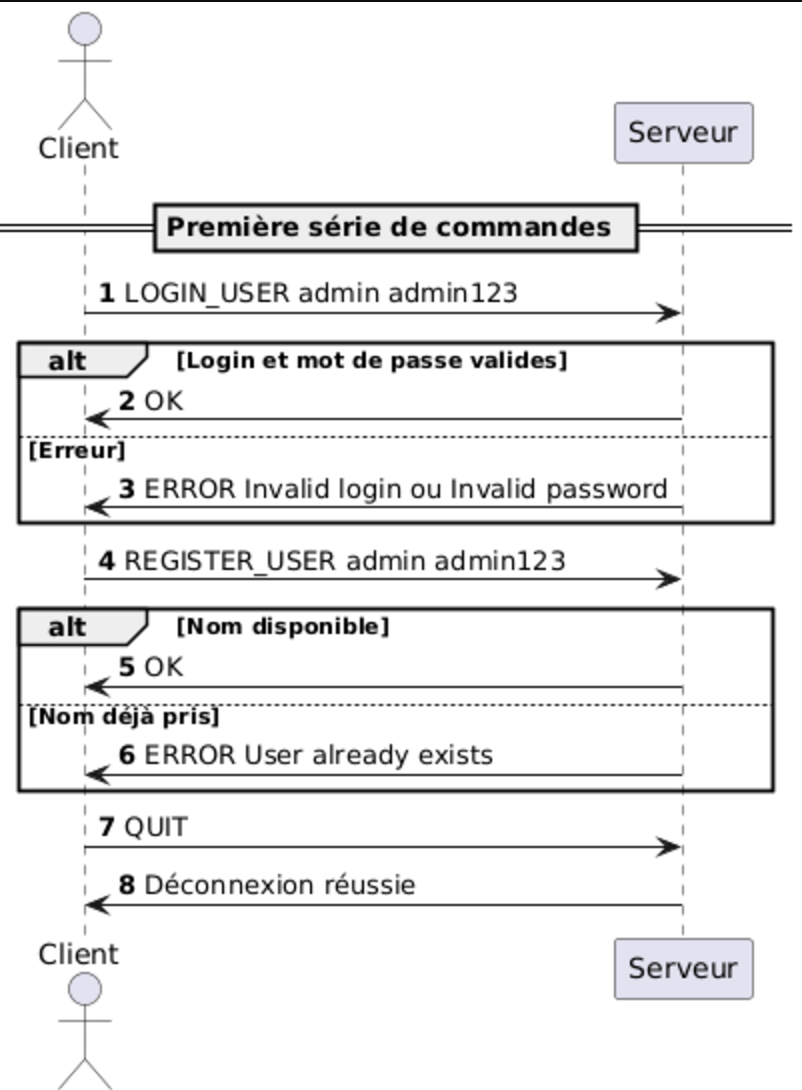 Client
Serveur
Première série de commandes
1 LOGIN_USER admin admin123
alt [Login et mot de passe valides]
2 OK
[Erreur]
3 ERROR Invalid login ou Invalid password
4 REGISTER_USER admin admin123
alt [Nom disponible]
5 OK
[Nom déjà pris]
6 ERROR User already exists
7 QUIT
8 Déconnexion réussie
Client
Serveur